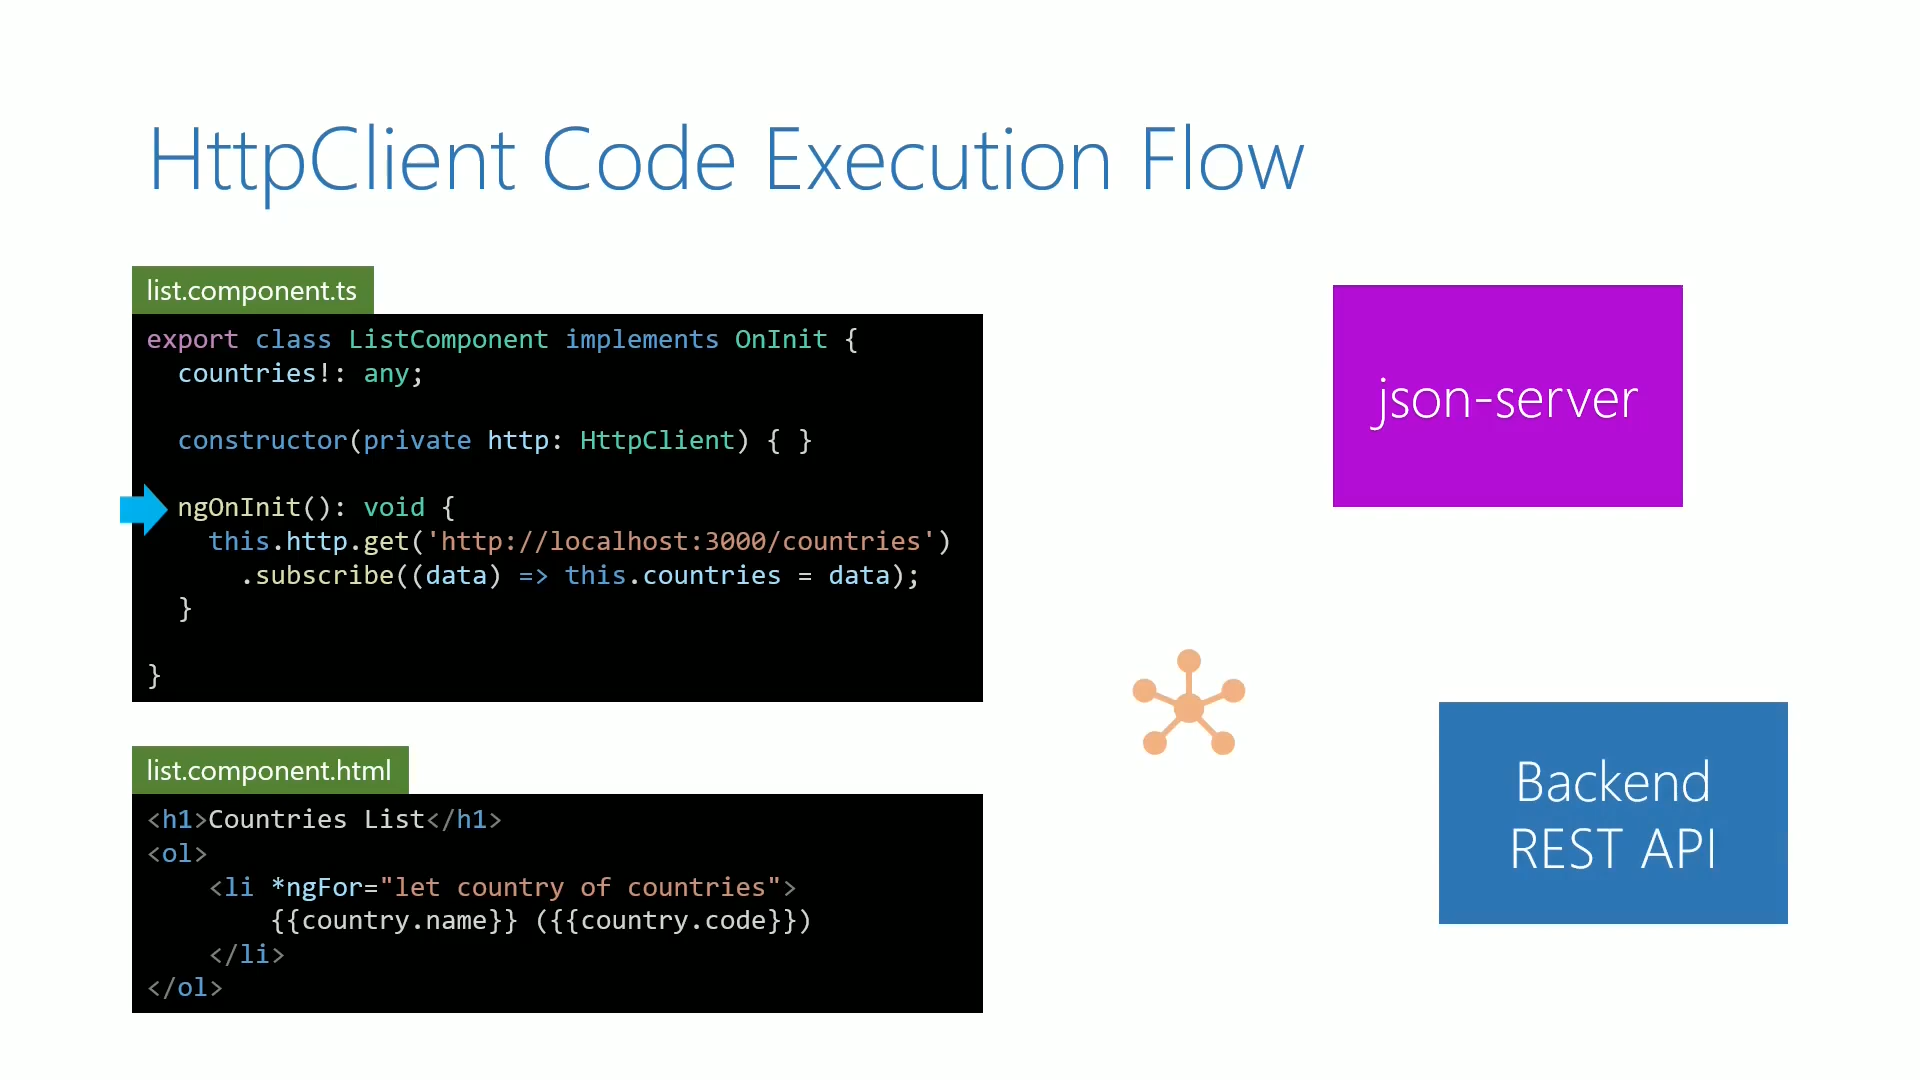 HttpClient Code Execution Flow
list.component.ts
export class ListComponent implements OnInit {
  countries!: any;
  constructor(private http: HttpClient) { }
  ngOnInit(): void {
    this.http.get('http://localhost:3000/countries')
      .subscribe((data) => this.countries = data);
  }
}
list.component.html
<h1>Countries List</h1>
<ol>
    <li *ngFor="let country of countries">
        {{country.name}} ({{country.code}})
    </li>
</ol>
json-server
Backend
REST API